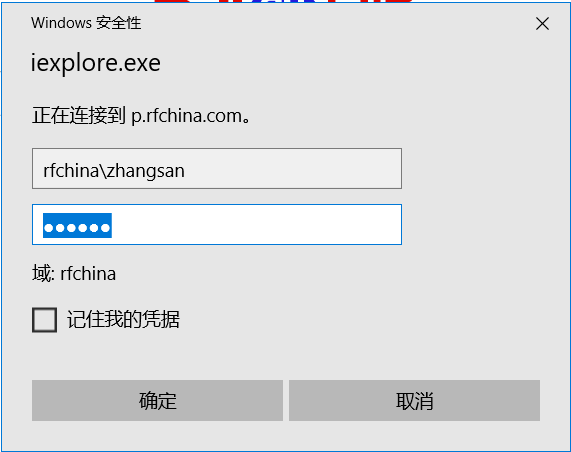 Windows 安全性
iexplore.exe
正在连接到 p.rfchina.com。
rfchina\zhangsan
●●●●●●
域: rfchina
记住我的凭据
确定
取消